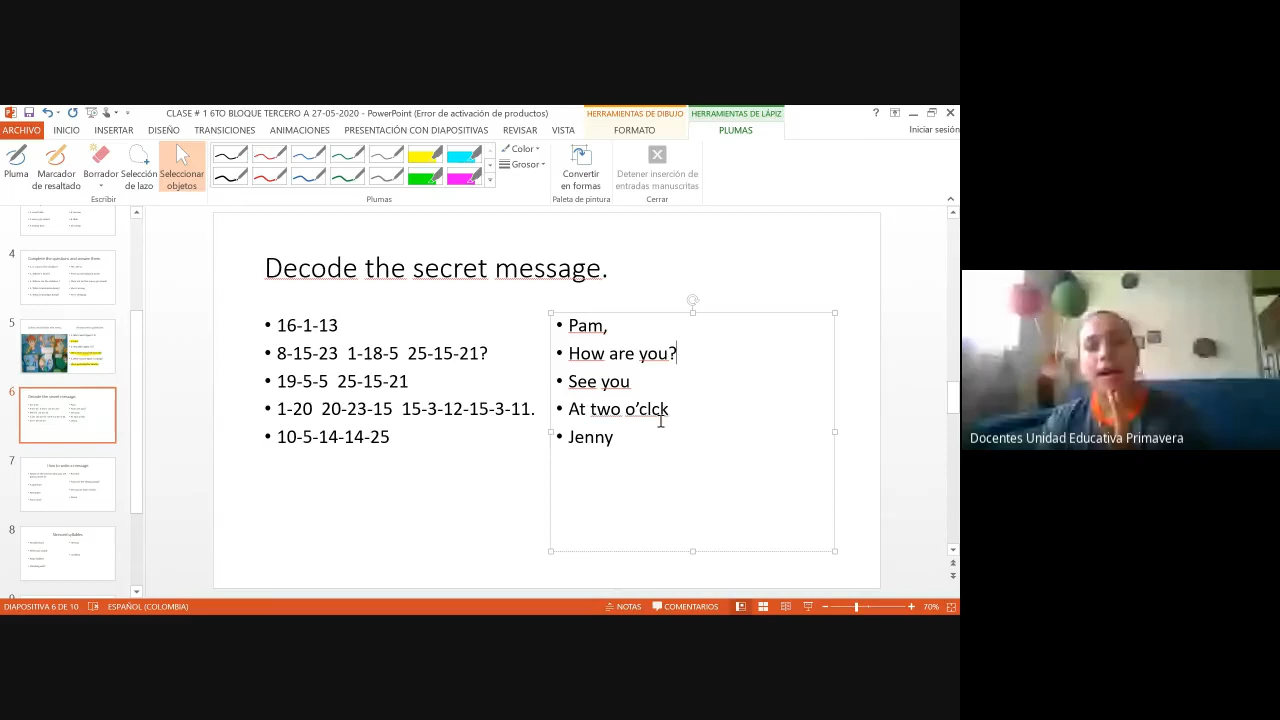 CLASE # 1 6TO BLOQUE TERCERO A 27-05-2020 - PowerPoint (Error de activación de productos)
HERRAMIENTAS DE DIBUJO
HERRAMIENTAS DE LÁPIZ
ARCHIVO INICIO INSERTAR DISEÑO TRANSICIONES ANIMACIONES PRESENTACIÓN CON DIAPOSITIVAS REVISAR VISTA FORMATO PLUMAS
Iniciar sesión
Pluma
Marcador de resaltado
Borrador
Selección de lazo
Seleccionar objetos
Color
Grosor
Convertir en formas
Detener inserción de entradas manuscritas
Escribir
Plumas
Paleta de pintura
Cerrar
4
5
6
7
8
Decode the secret message.
• 16-1-13
• 8-15-23 1-18-5 25-15-21?
• 19-5-5 25-15-21
• 1-20 20-23-15 15-3-12-15-3-11.
• 10-5-14-14-25
• Pam,
• How are you?
• See you
• At two o'clck
• Jenny
Docentes Unidad Educativa Primavera
DIAPOSITIVA 6 DE 10
ESPAÑOL (COLOMBIA)
NOTAS
COMENTARIOS
70%